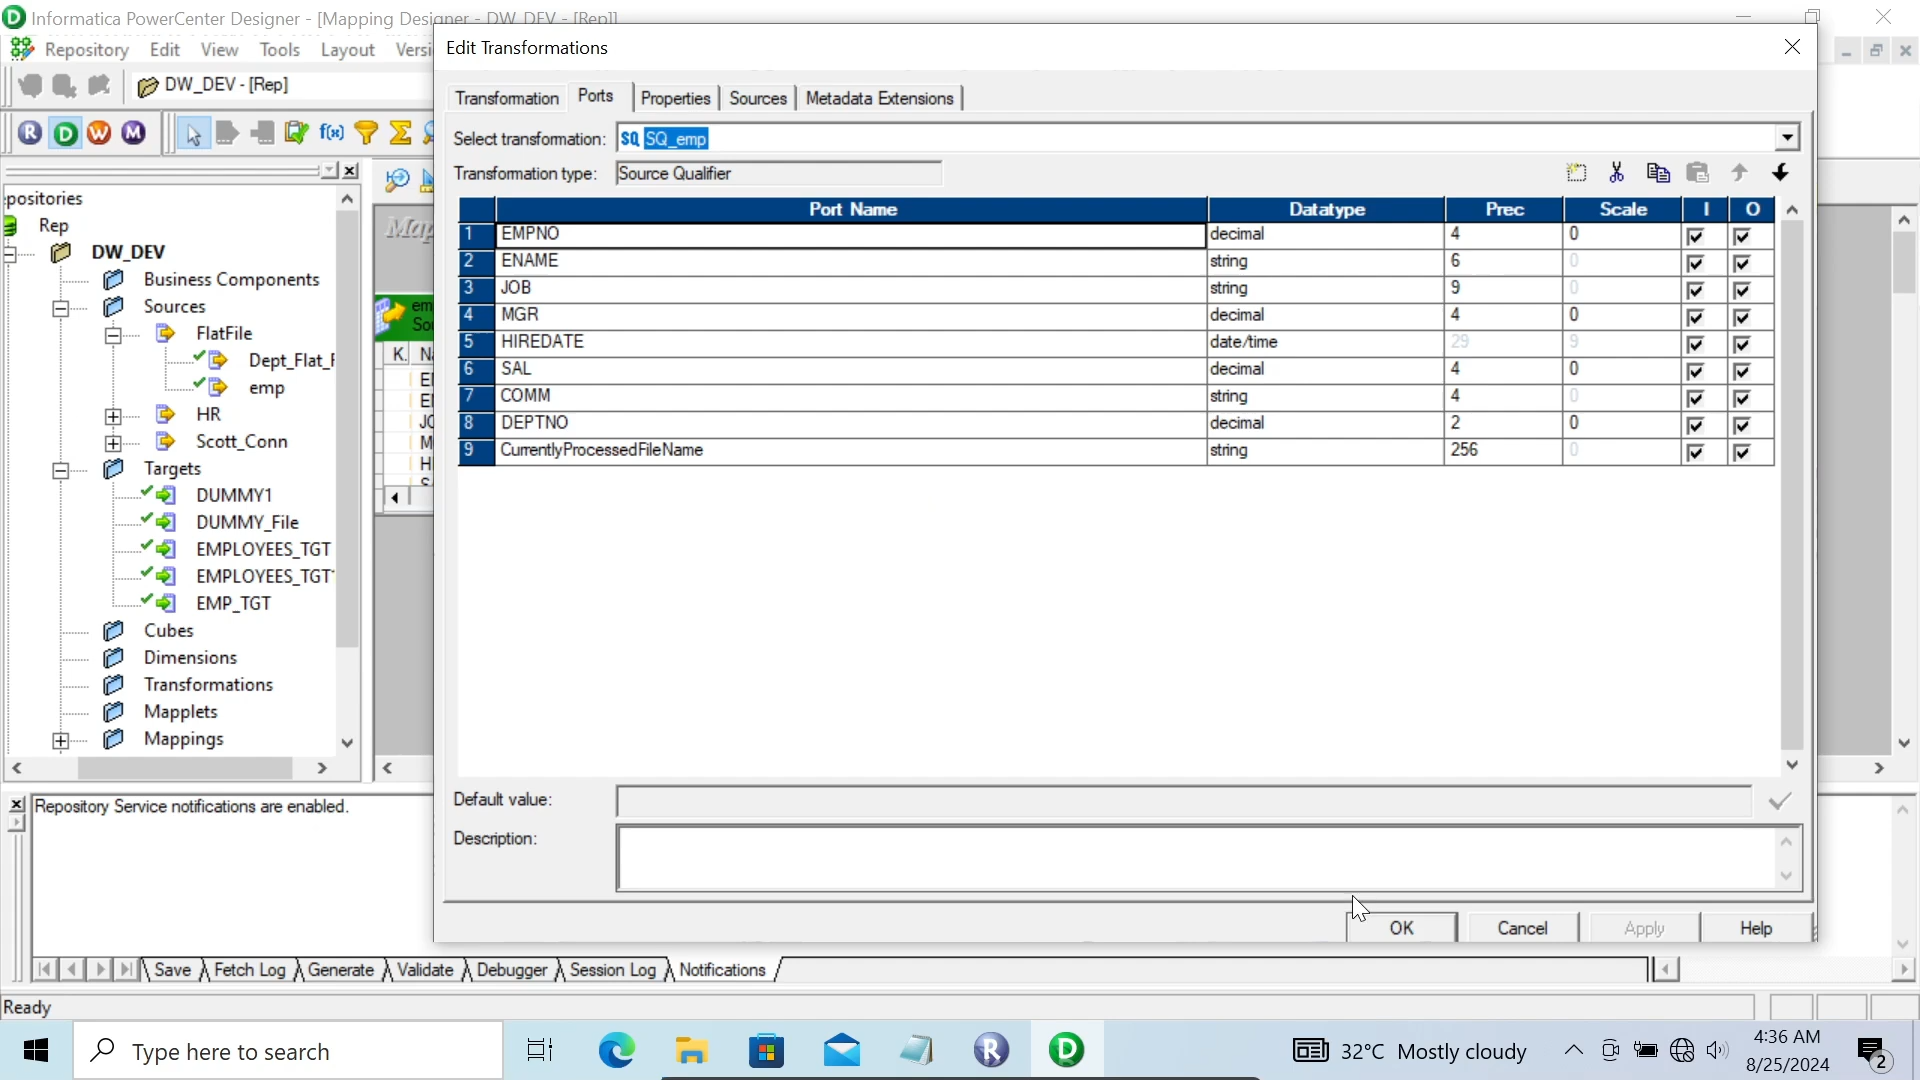 Informatica PowerCenter Designer - [Mapping Designer - DW_DEV - [Rep]]
Repository Edit View Tools Layout Versi
DW_DEV - [Rep]
R D W M f(x)
positories
Rep
DW_DEV
Business Components
Sources
FlatFile
Dept_Flat_F
emp
HR
Scott_Conn
Targets
DUMMY1
DUMMY_File
EMPLOYEES_TGT
EMPLOYEES_TGT
EMP_TGT
Cubes
Dimensions
Transformations
Mapplets
Mappings
Edit Transformations
Transformation Ports Properties Sources Metadata Extensions
Select transformation: SQ SQ_emp
Transformation type: Source Qualifier
Port Name Datatype Prec Scale I O
1 EMPNO decimal 4 0
2 ENAME string 6 0
3 JOB string 9 0
4 MGR decimal 4 0
5 HIREDATE date/time 29 9
6 SAL decimal 4 0
7 COMM string 4 0
8 DEPTNO decimal 2 0
9 CurrentlyProcessedFileName string 256 0
Default value:
Description:
OK Cancel Apply Help
Repository Service notifications are enabled.
Save Fetch Log Generate Validate Debugger Session Log Notifications
Ready
Type here to search
32°C Mostly cloudy
4:36 AM
8/25/2024
2